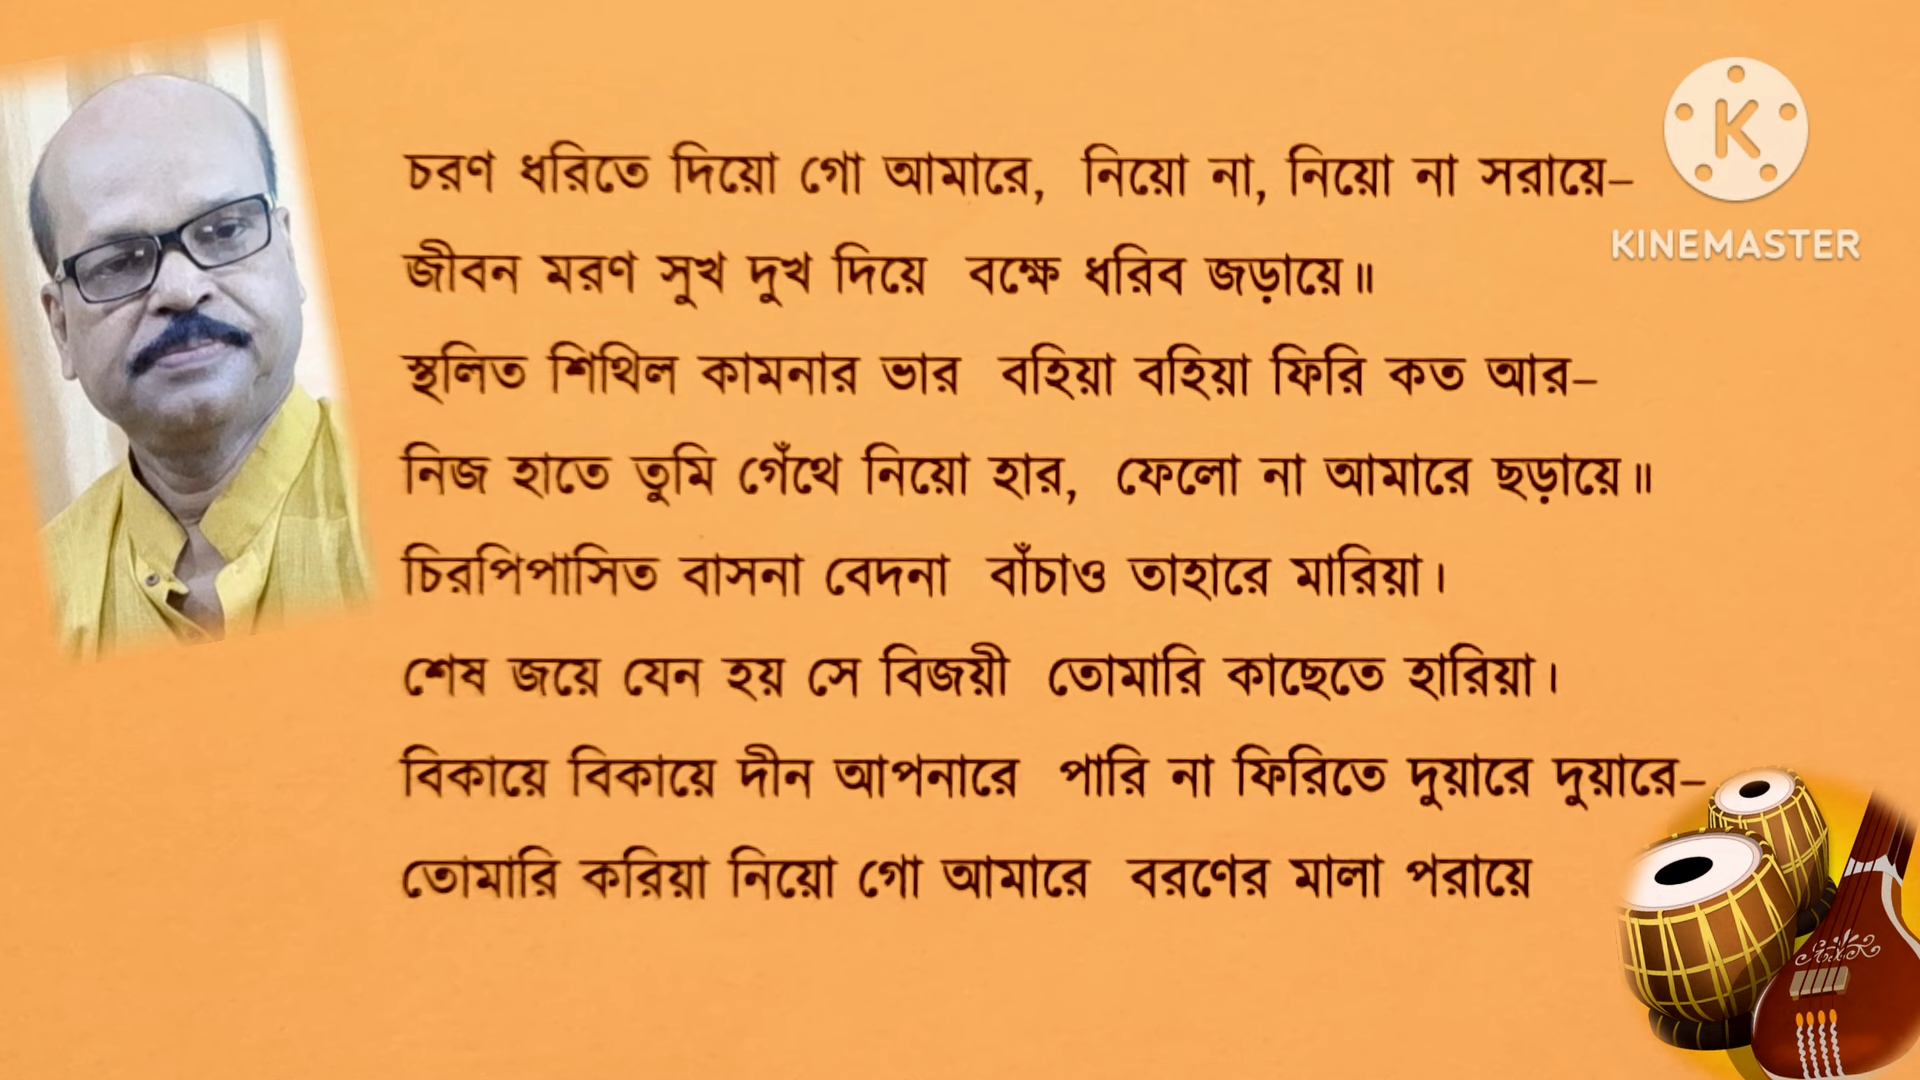 চরণ ধরিতে দিয়ো গো আমারে, নিয়ো না, নিয়ো না সরায়ে–
জীবন মরণ সুখ দুখ দিয়ে বক্ষে ধরিব জড়ায়ে॥
স্থলিত শিথিল কামনার ভার বহিয়া বহিয়া ফিরি কত আর–
নিজ হাতে তুমি গেঁথে নিয়ো হার, ফেলো না আমারে ছড়ায়ে॥
চিরপিপাসিত বাসনা বেদনা বাঁচাও তাহারে মারিয়া।
শেষ জয়ে যেন হয় সে বিজয়ী তোমারি কাছেতে হারিয়া।
বিকায়ে বিকায়ে দীন আপনারে পারি না ফিরিতে দুয়ারে দুয়ারে–
তোমারি করিয়া নিয়ো গো আমারে বরণের মালা পরায়ে
K
KINEMASTER